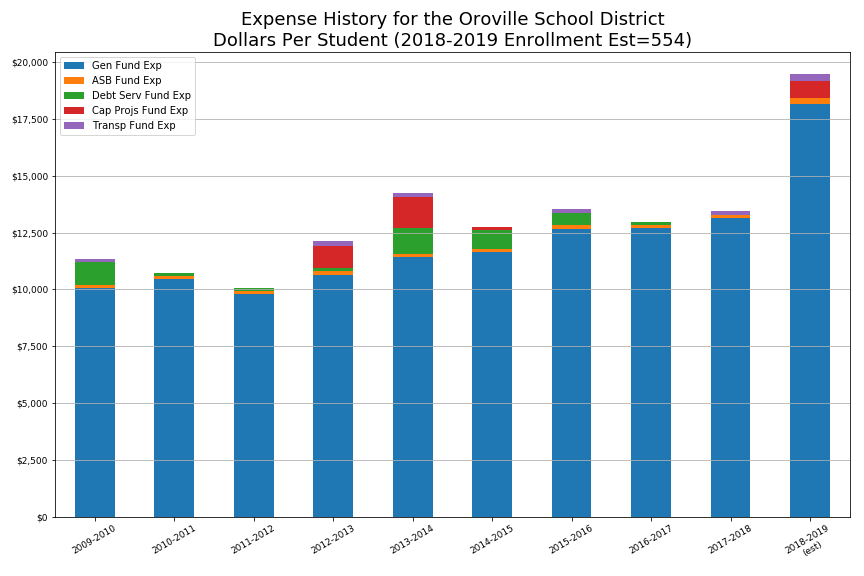 Expense History for the Oroville School District
Dollars Per Student (2018-2019 Enrollment Est=554)
Gen Fund Exp
ASB Fund Exp
Debt Serv Fund Exp
Cap Projs Fund Exp
Transp Fund Exp
$20,000
$17,500
$15,000
$12,500
$10,000
$7,500
$5,000
$2,500
$0
2009-2010
2010-2011
2011-2012
2012-2013
2013-2014
2014-2015
2015-2016
2016-2017
2017-2018
2018-2019
(est)